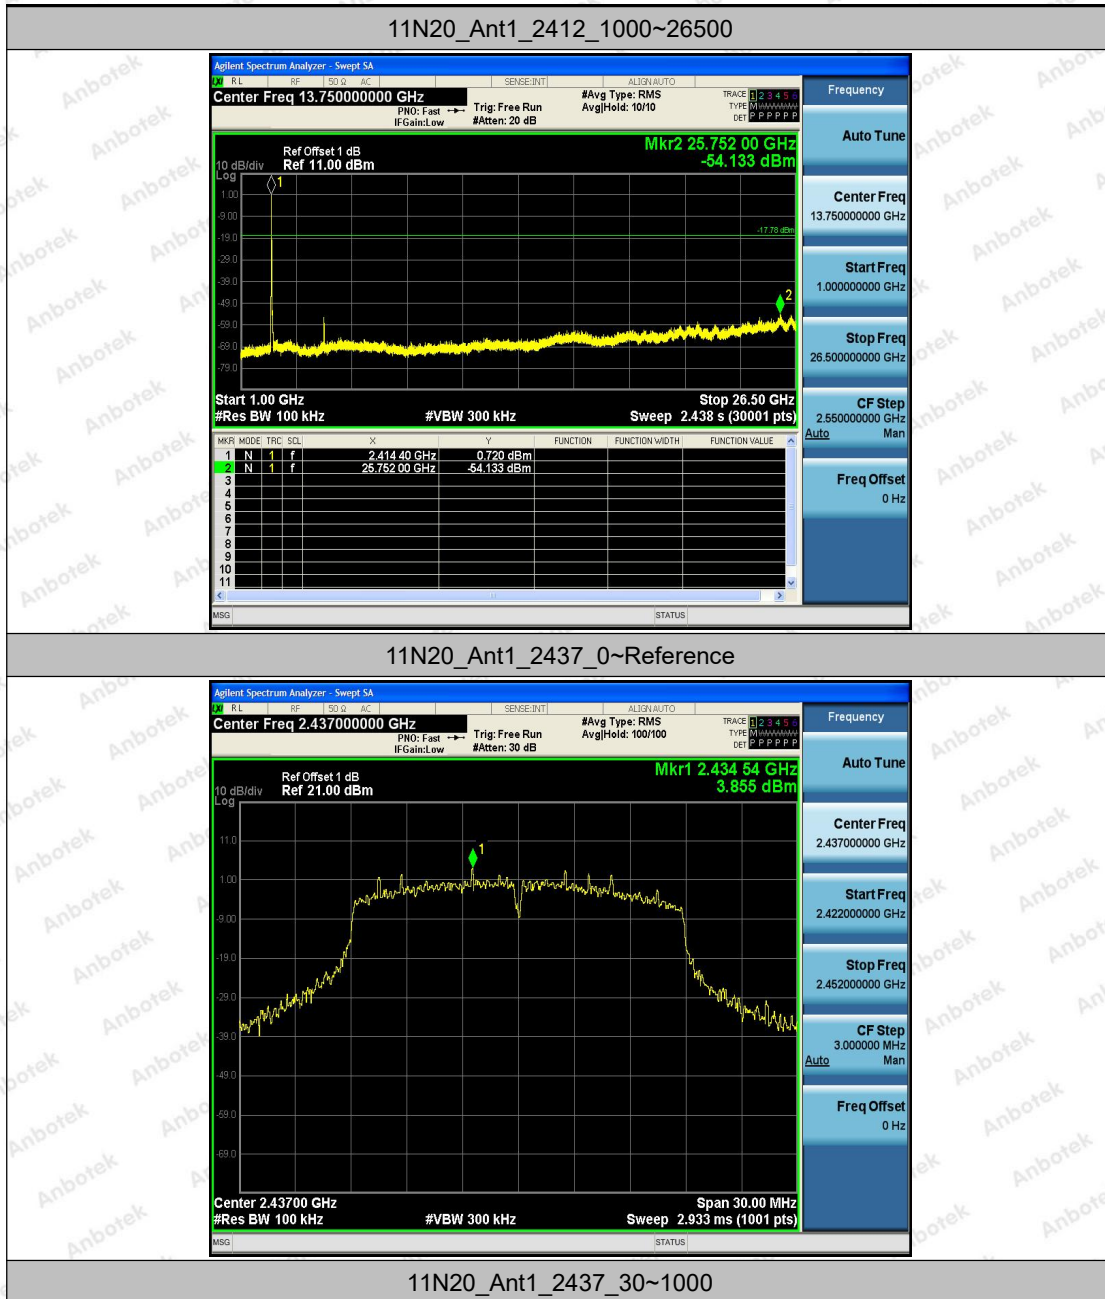 11N20_Ant1_2412_1000~26500
Agilent Spectrum Analyzer - Swept SA
RL RF 50 Ω AC SENSE:INT ALIGN AUTO
Center Freq 13.750000000 GHz
PNO: Fast
IFGain:Low
Trig: Free Run
#Atten: 20 dB
#Avg Type: RMS
Avg|Hold: 10/10
TRACE 1 2 3 4 5 6
TYPE M
DET P P P P P P
Ref Offset 1 dB
10 dB/div Ref 11.00 dBm
Log
Mkr2 25.752 00 GHz
-54.133 dBm
1
1.00
-9.00
-19.0
-17.78 dBm
-29.0
-39.0
-49.0
2
-59.0
-69.0
-79.0
Start 1.00 GHz Stop 26.50 GHz
#Res BW 100 kHz #VBW 300 kHz Sweep 2.438 s (30001 pts)
MKR MODE TRC SCL X Y FUNCTION FUNCTION WIDTH FUNCTION VALUE
1 N 1 f 2.414 40 GHz 0.720 dBm
2 N 1 f 25.752 00 GHz -54.133 dBm
3
4
5
6
7
8
9
10
11
MSG STATUS
Frequency
Auto Tune
Center Freq
13.750000000 GHz
Start Freq
1.000000000 GHz
Stop Freq
26.500000000 GHz
CF Step
2.550000000 GHz
Auto Man
Freq Offset
0 Hz
11N20_Ant1_2437_0~Reference
Agilent Spectrum Analyzer - Swept SA
RL RF 50 Ω AC SENSE:INT ALIGN AUTO
Center Freq 2.437000000 GHz
PNO: Fast
IFGain:Low
Trig: Free Run
#Atten: 30 dB
#Avg Type: RMS
Avg|Hold: 100/100
TRACE 1 2 3 4 5 6
TYPE M
DET P P P P P P
Ref Offset 1 dB
10 dB/div Ref 21.00 dBm
Log
Mkr1 2.434 54 GHz
3.855 dBm
11.0
1
1.00
-9.00
-19.0
-29.0
-39.0
-49.0
-59.0
-69.0
Center 2.43700 GHz Span 30.00 MHz
#Res BW 100 kHz #VBW 300 kHz Sweep 2.933 ms (1001 pts)
MSG STATUS
Frequency
Auto Tune
Center Freq
2.437000000 GHz
Start Freq
2.422000000 GHz
Stop Freq
2.452000000 GHz
CF Step
3.000000 MHz
Auto Man
Freq Offset
0 Hz
11N20_Ant1_2437_30~1000
Anbotek